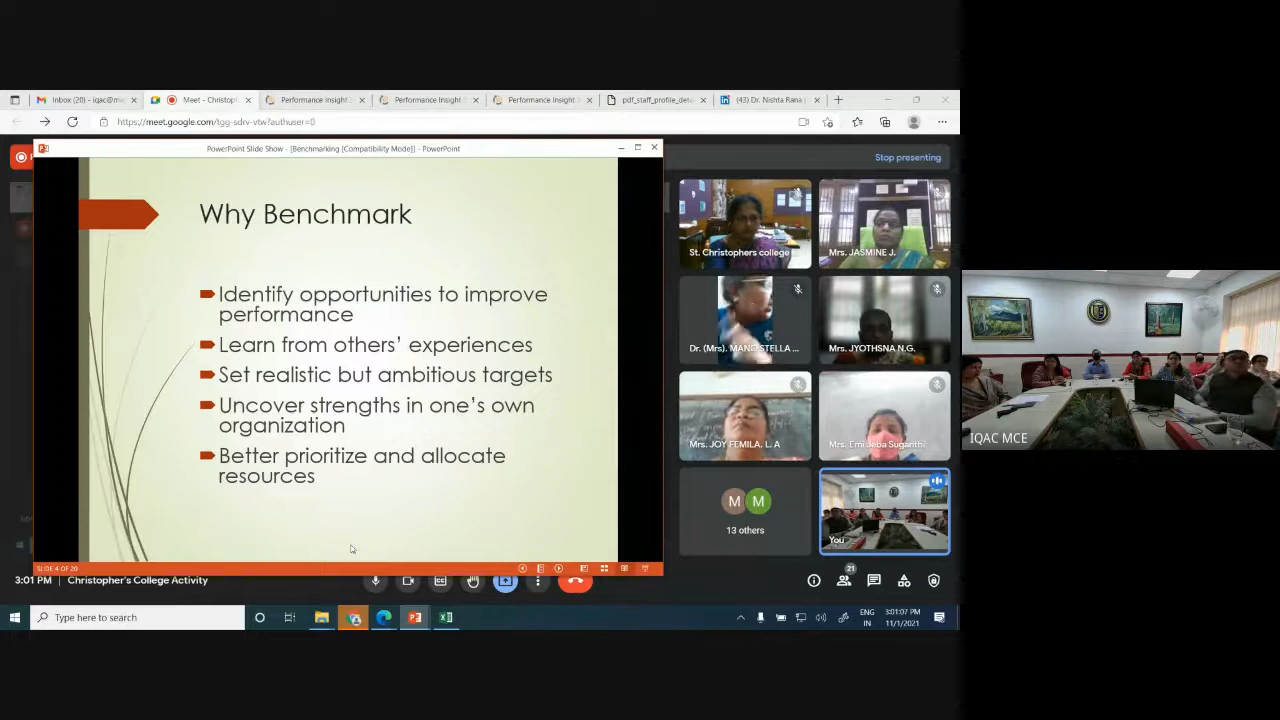 Inbox (20) - iqac@m
Meet - Christop
Performance Insight
Performance Insight
Performance Insight
pdf_staff_profile_deta
(43) Dr. Nishta Rana
https://meet.google.com/tgg-sdrv-vtw?authuser=0
PowerPoint Slide Show - [Benchmarking [Compatibility Mode]] - PowerPoint
Stop presenting
Why Benchmark
Identify opportunities to improve
performance
Learn from others’ experiences
Set realistic but ambitious targets
Uncover strengths in one’s own
organization
Better prioritize and allocate
resources
SLIDE 4 OF 20
St. Christophers college
Mrs. JASMINE J.
Dr. (Mrs). MANO STELLA ...
Mrs. JYOTHSNA N.G.
Mrs. JOY FEMILA. L. A
Mrs. Emi Jeba Suganthi
M M
13 others
You
IQAC MCE
3:01 PM Christopher's College Activity
21
Type here to search
ENG
IN
3:01:07 PM
11/1/2021